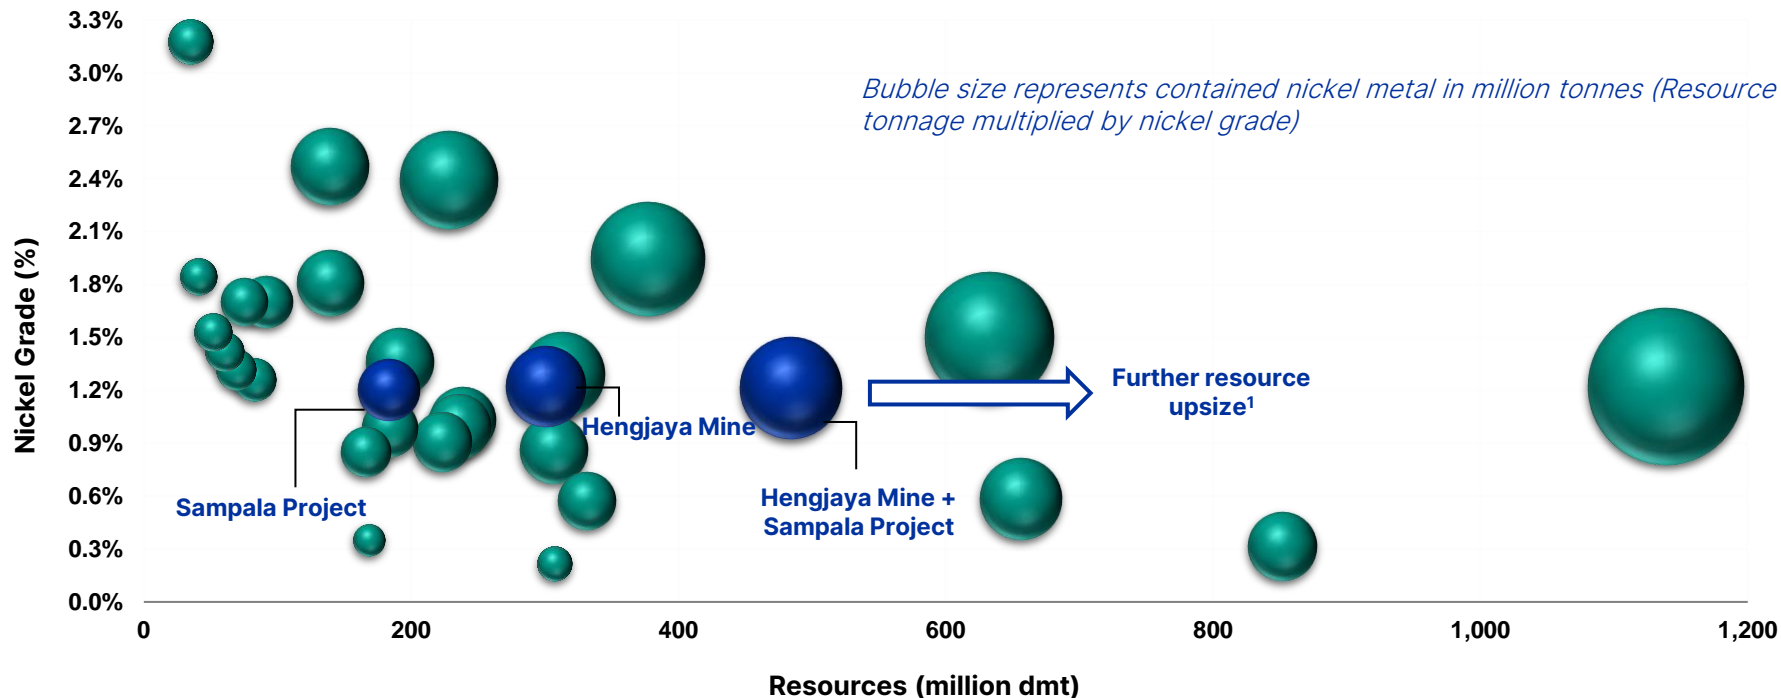 3.3%
3.0%
2.7%
2.4%
2.1%
1.8%
1.5%
1.2%
0.9%
0.6%
0.3%
0.0%
Nickel Grade (%)
Bubble size represents contained nickel metal in million tonnes (Resource
tonnage multiplied by nickel grade)
Further resource
upsize¹
Hengjaya Mine
Sampala Project
Hengjaya Mine +
Sampala Project
0
200
400
600
800
1,000
1,200
Resources (million dmt)